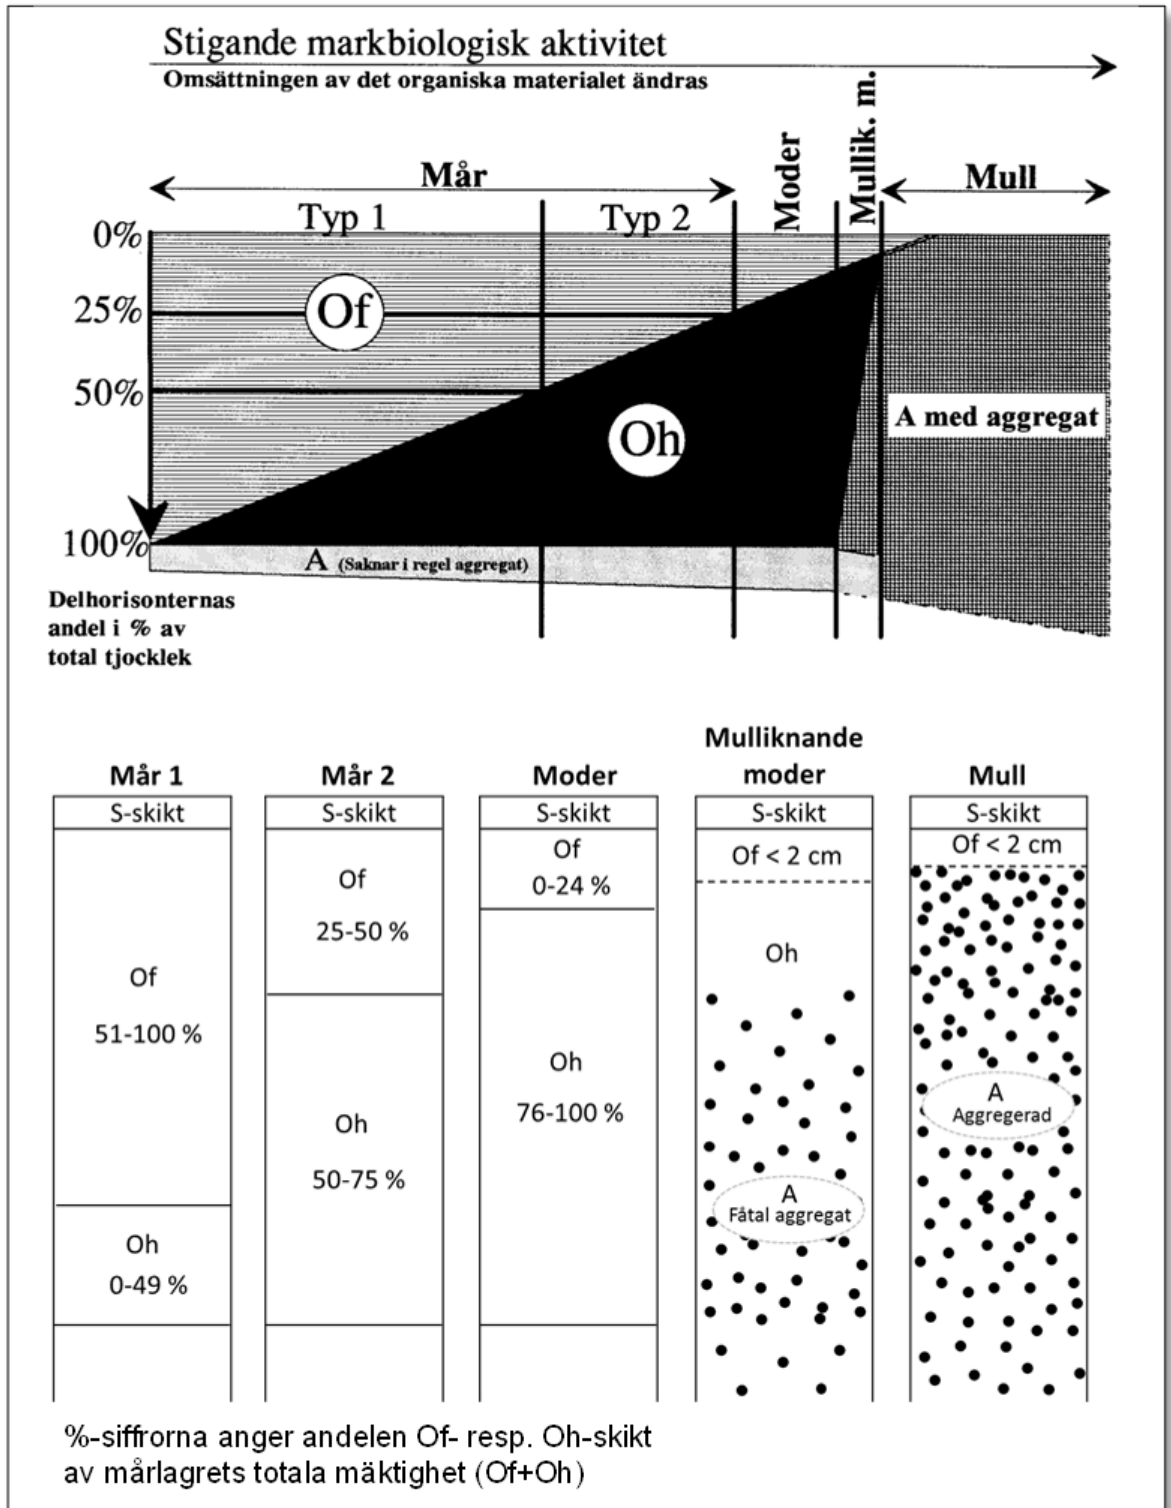 Stigande markbiologisk aktivitet
Omsättningen av det organiska materialet ändras
Mår
Moder
Mullik. m.
Mull
Typ 1
Typ 2
0%
25%
50%
100%
Of
Oh
A med aggregat
A (Saknar i regel aggregat)
Delhorisonternas
andel i % av
total tjocklek
Mår 1
S-skikt
Of
51-100 %
Oh
0-49 %
Mår 2
S-skikt
Of
25-50 %
Oh
50-75 %
Moder
S-skikt
Of
0-24 %
Oh
76-100 %
Mulliknande
moder
S-skikt
Of < 2 cm
Oh
A
Fåtal aggregat
Mull
S-skikt
Of < 2 cm
A
Aggregerad
%-siffrorna anger andelen Of- resp. Oh-skikt
av mårlagrets totala mäktighet (Of+Oh)